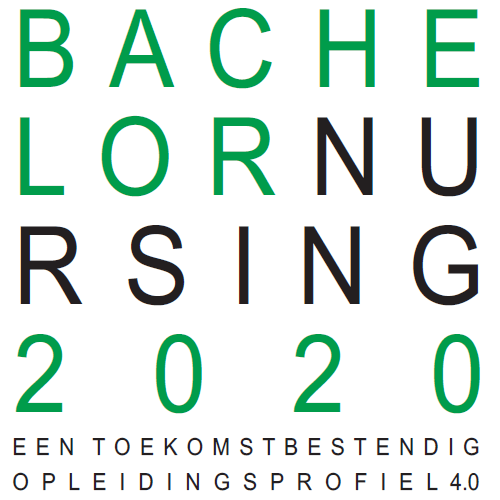 BACHE
LORNU
RSING
2020
EEN TOEKOMSTBESTENDIG
OPLEIDINGSPROFIEL 4.0